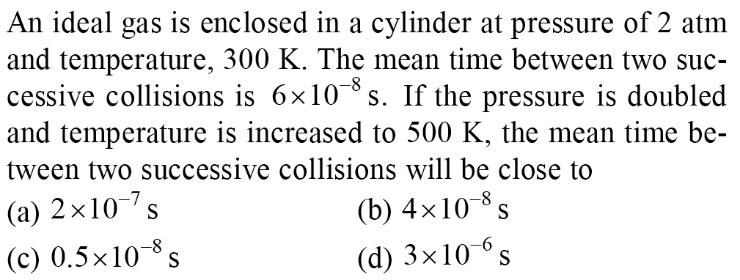 An ideal gas is enclosed in a cylinder at pressure of 2 atm
and temperature, 300 K. The mean time between two suc-
cessive collisions is 6×10⁻⁸ s. If the pressure is doubled
and temperature is increased to 500 K, the mean time be-
tween two successive collisions will be close to
(a) 2×10⁻⁷ s (b) 4×10⁻⁸ s
(c) 0.5×10⁻⁸ s (d) 3×10⁻⁶ s